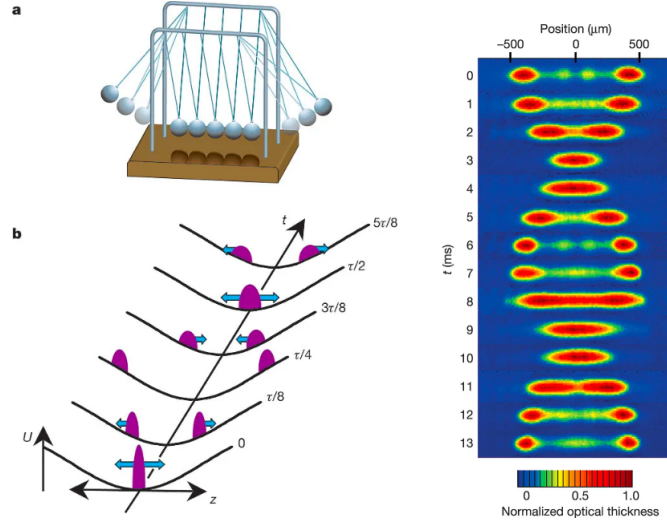 a
b
t
5τ/8
τ/2
3τ/8
τ/4
τ/8
0
U
z
Position (μm)
−500 0 500
0
1
2
3
4
5
6
7
8
9
10
11
12
13
t (ms)
0 0.5 1.0
Normalized optical thickness